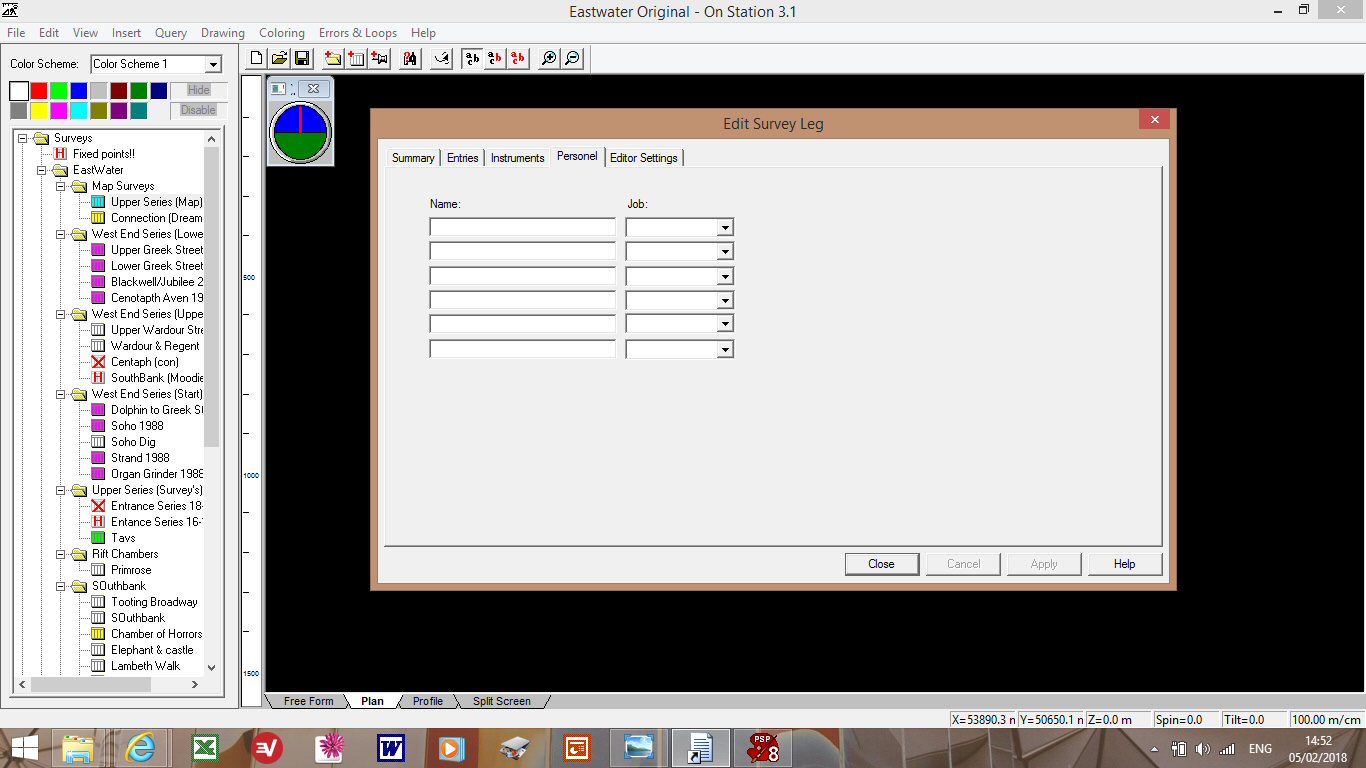 Eastwater Original - On Station 3.1
File Edit View Insert Query Drawing Coloring Errors & Loops Help
Color Scheme: Color Scheme 1
Hide
Disable
Surveys
Fixed points!!
EastWater
Map Surveys
Upper Series (Map)
Connection (Dream
West End Series (Lowe
Upper Greek Street
Lower Greek Street
Blackwell/Jubilee 2
Cenotapth Aven 19
West End Series (Uppe
Upper Wardour Stre
Wardour & Regent
Centaph (con)
SouthBank (Moodie
West End Series (Start)
Dolphin to Greek St
Soho 1988
Soho Dig
Strand 1988
Organ Grinder 1988
Upper Series (Survey's)
Entrance Series 18-
Entance Series 16-
Tavs
Rift Chambers
Primrose
SOuthbank
Tooting Broadway
SOuthbank
Chamber of Horrors
Elephant & castle
Lambeth Walk
a b c a b c a b c
500
1000
1500
Edit Survey Leg
Summary Entries Instruments Personel Editor Settings
Name: Job:
Close Cancel Apply Help
Free Form Plan Profile Split Screen
X=53890.3 n Y=50650.1 n Z=0.0 m Spin=0.0 Tilt=0.0 100.00 m/cm
PSP 8
ENG
14:52
05/02/2018